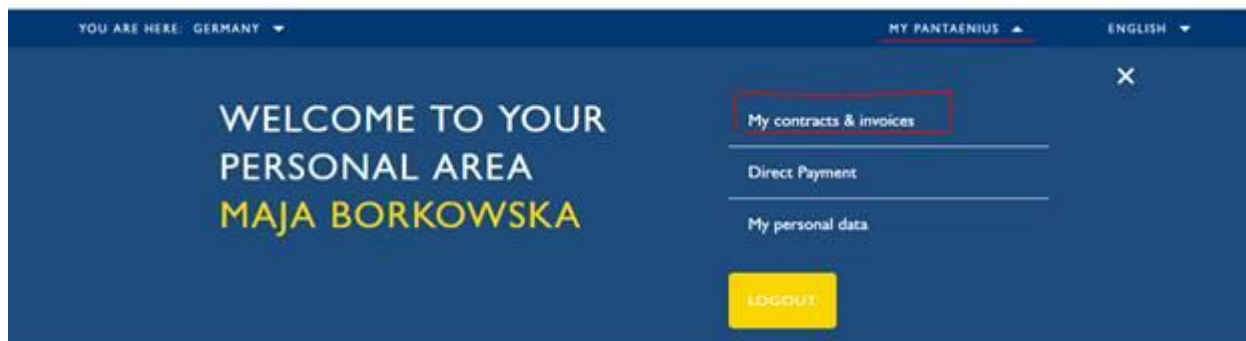 YOU ARE HERE: GERMANY
MY PANTAENIUS
ENGLISH
WELCOME TO YOUR
PERSONAL AREA
MAJA BORKOWSKA
My contracts & invoices
Direct Payment
My personal data
LOGOUT